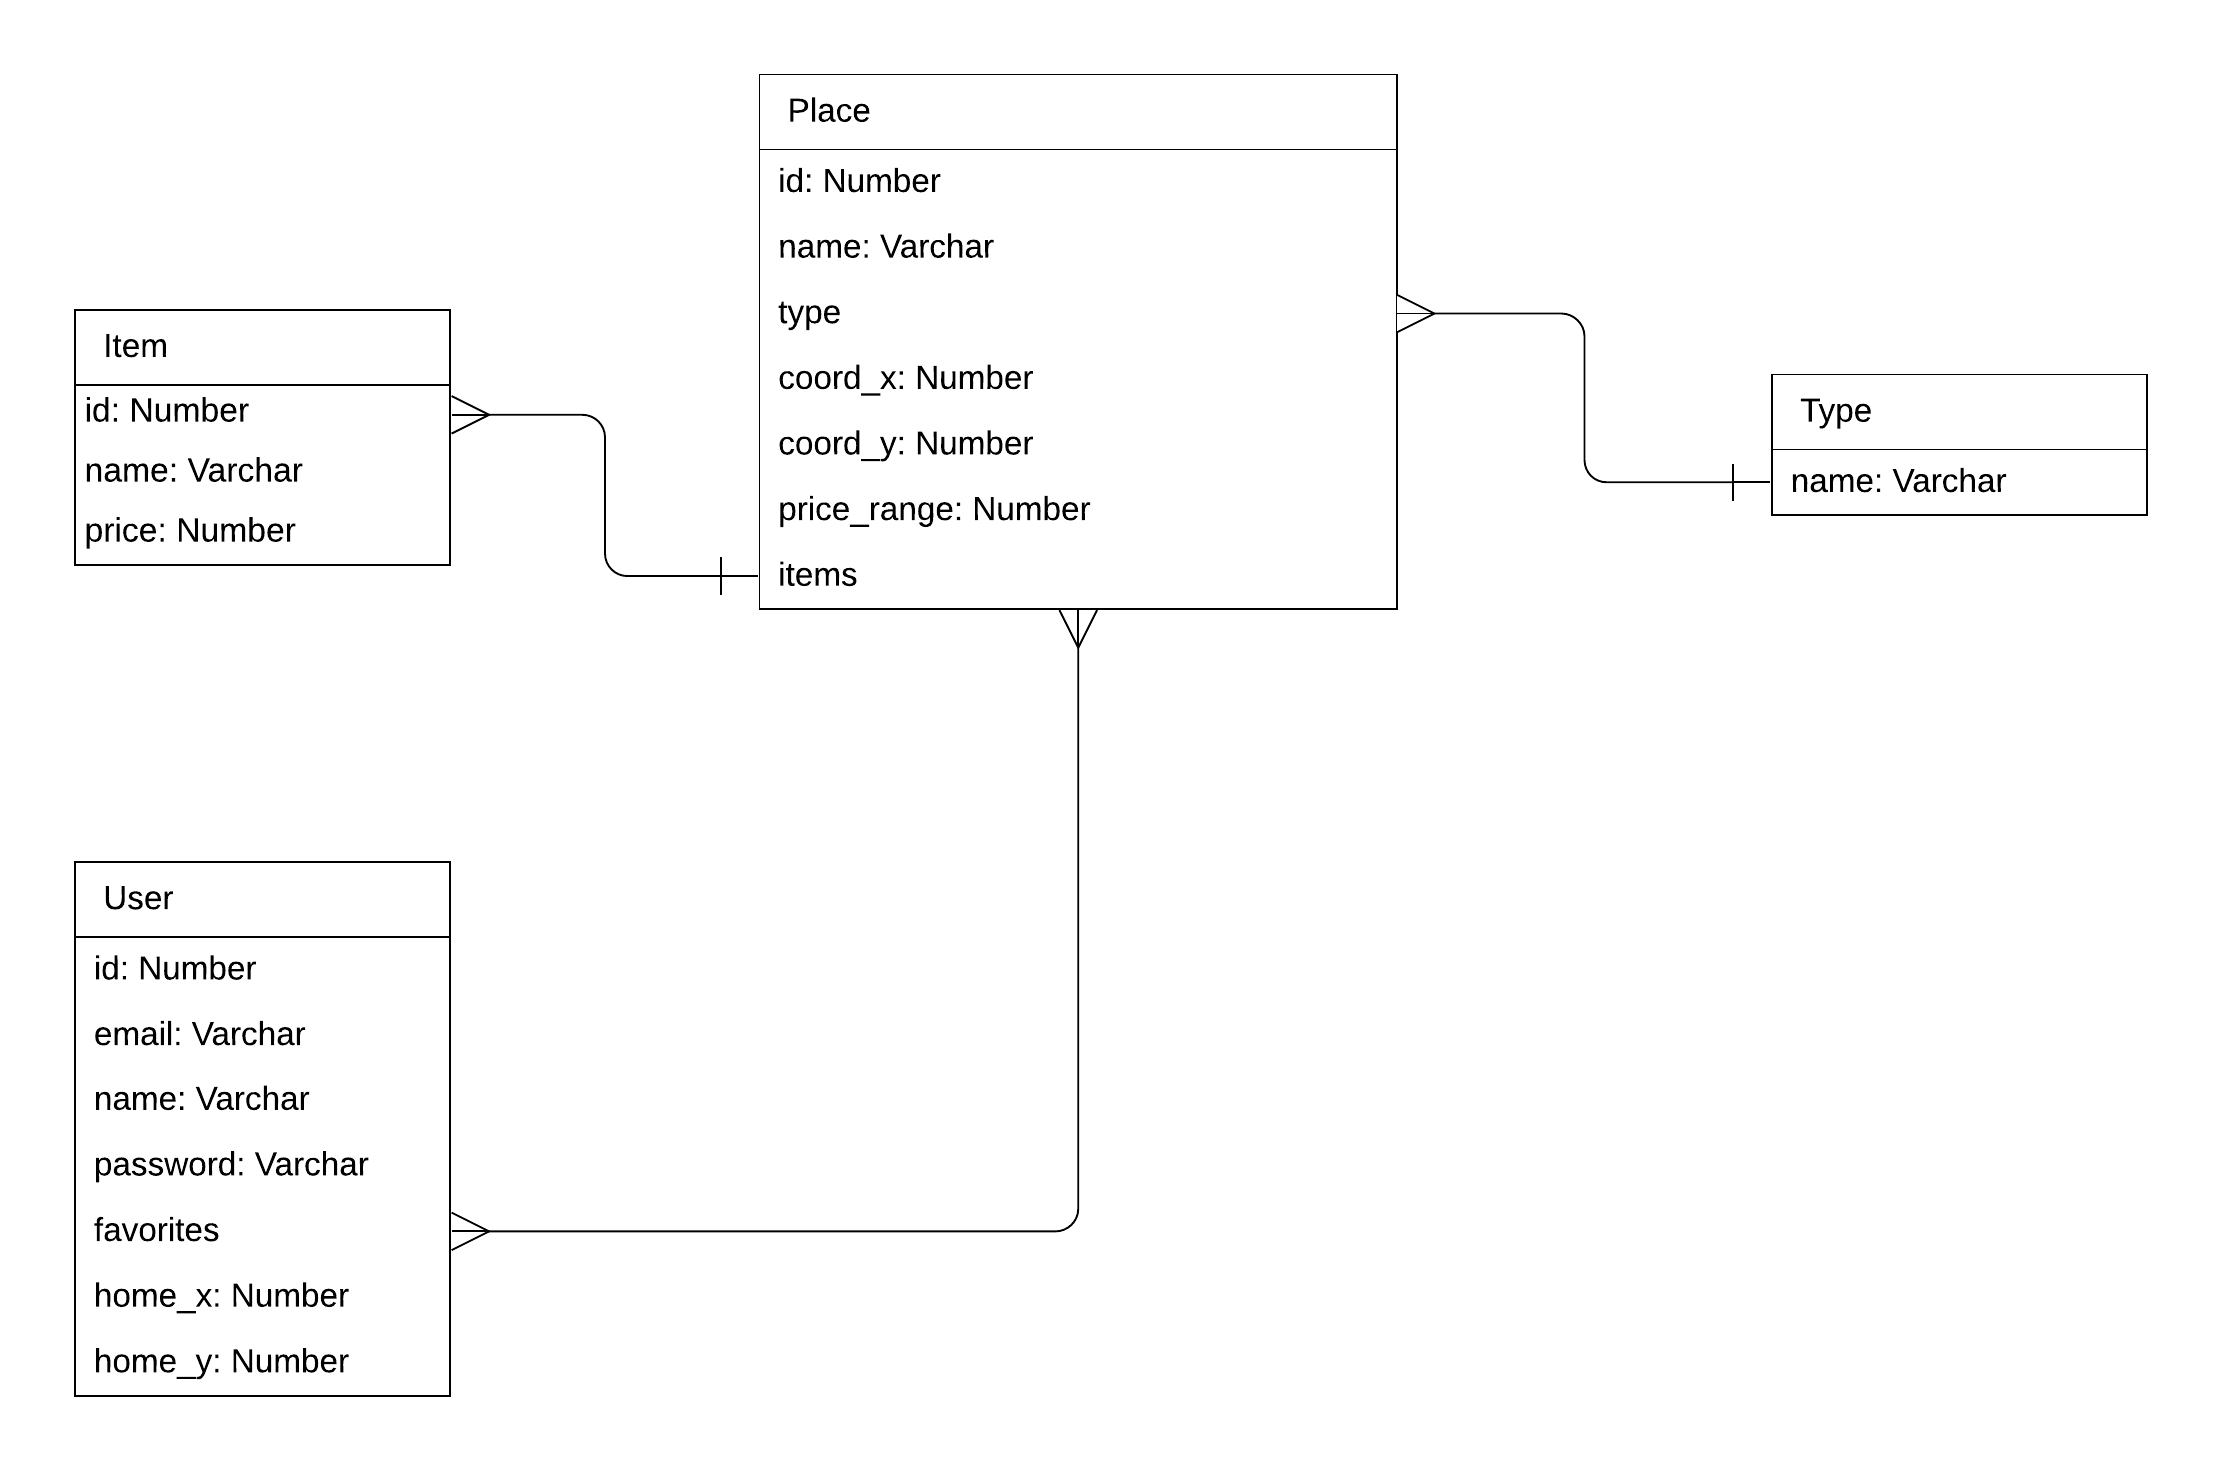 Place
id: Number
name: Varchar
type
coord_x: Number
coord_y: Number
price_range: Number
items
Item
id: Number
name: Varchar
price: Number
Type
name: Varchar
User
id: Number
email: Varchar
name: Varchar
password: Varchar
favorites
home_x: Number
home_y: Number